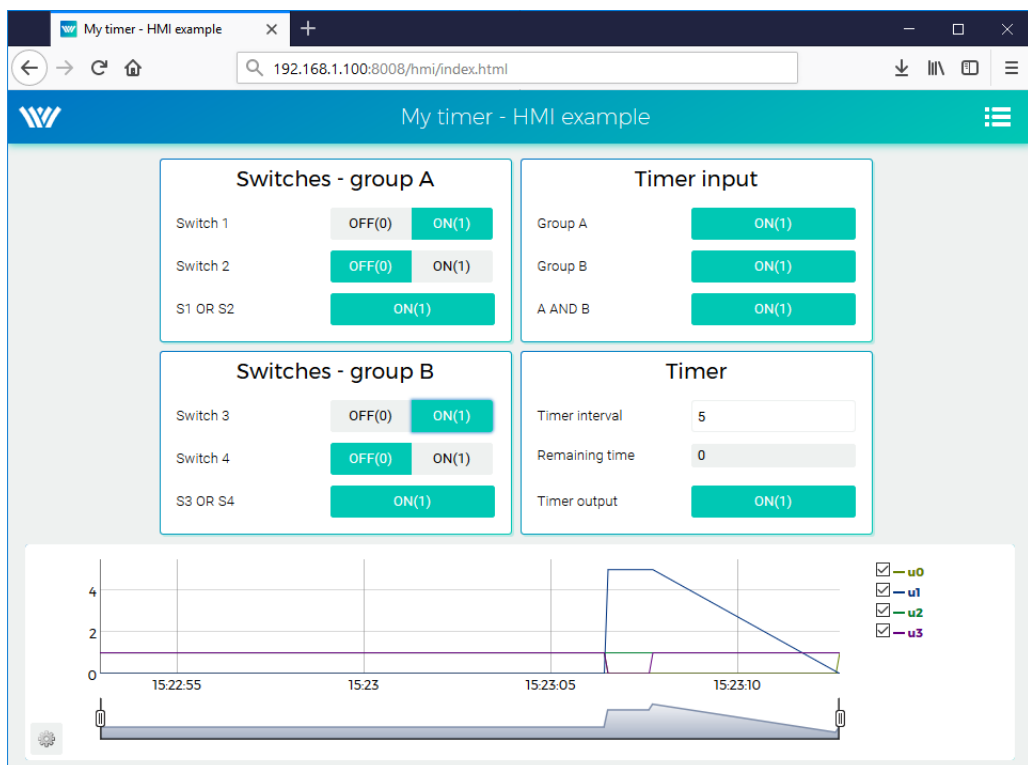 My timer - HMI example
192.168.1.100:8008/hmi/index.html
My timer - HMI example
Switches - group A
Switch 1 OFF(0) ON(1)
Switch 2 OFF(0) ON(1)
S1 OR S2 ON(1)
Timer input
Group A ON(1)
Group B ON(1)
A AND B ON(1)
Switches - group B
Switch 3 OFF(0) ON(1)
Switch 4 OFF(0) ON(1)
S3 OR S4 ON(1)
Timer
Timer interval 5
Remaining time 0
Timer output ON(1)
4
2
0
15:22:55 15:23 15:23:05 15:23:10
u0
u1
u2
u3